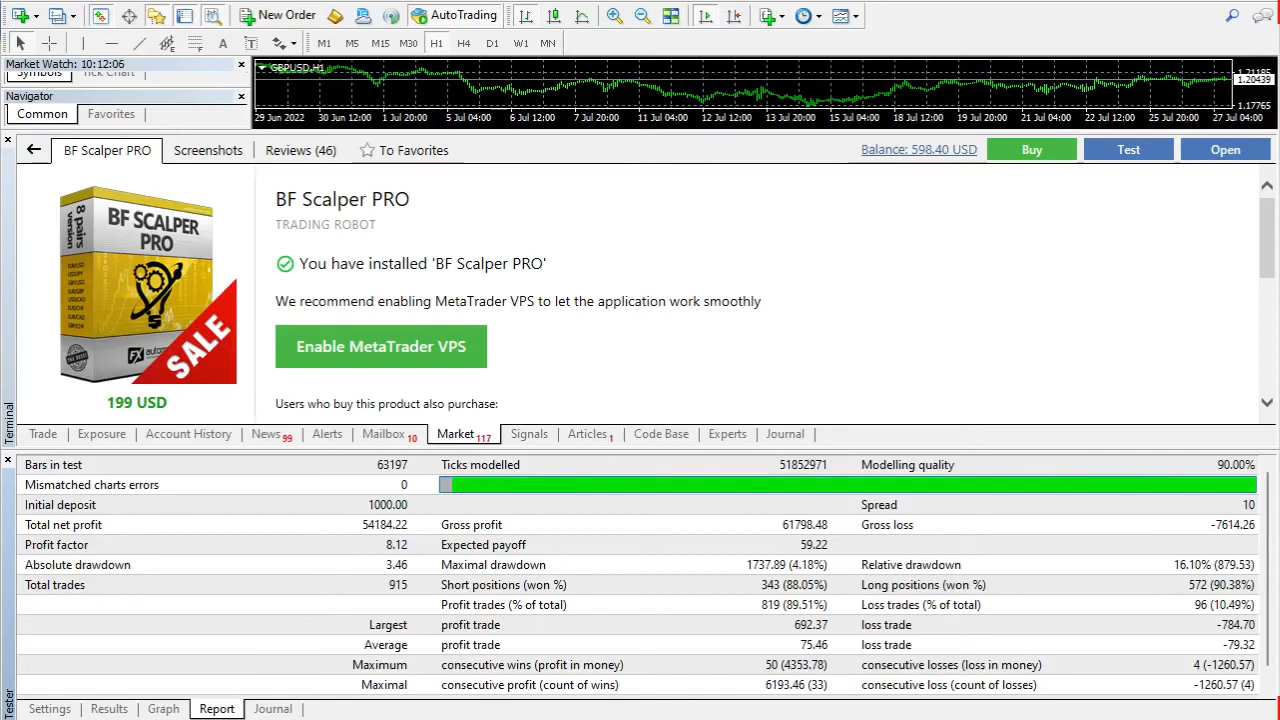 New Order
AutoTrading
A
T
M1 M5 M15 M30 H1 H4 D1 W1 MN
Market Watch: 10:12:06
Symbols Tick Chart
Navigator
Common Favorites
GBPUSD,H1
1.21185
1.20439
1.17765
29 Jun 2022 30 Jun 12:00 1 Jul 20:00 5 Jul 04:00 6 Jul 12:00 7 Jul 20:00 11 Jul 04:00 12 Jul 12:00 13 Jul 20:00 15 Jul 04:00 18 Jul 12:00 19 Jul 20:00 21 Jul 04:00 22 Jul 12:00 25 Jul 20:00 27 Jul 04:00
BF Scalper PRO Screenshots Reviews (46) To Favorites Balance: 598.40 USD Buy Test Open
8 pairs version
BF SCALPER PRO
SALE
199 USD
BF Scalper PRO
TRADING ROBOT
You have installed 'BF Scalper PRO'
We recommend enabling MetaTrader VPS to let the application work smoothly
Enable MetaTrader VPS
Users who buy this product also purchase:
Terminal
Trade Exposure Account History News 99 Alerts Mailbox 10 Market 117 Signals Articles 1 Code Base Experts Journal
Bars in test 63197 Ticks modelled 51852971 Modelling quality 90.00%
Mismatched charts errors 0
Initial deposit 1000.00 Spread 10
Total net profit 54184.22 Gross profit 61798.48 Gross loss -7614.26
Profit factor 8.12 Expected payoff 59.22
Absolute drawdown 3.46 Maximal drawdown 1737.89 (4.18%) Relative drawdown 16.10% (879.53)
Total trades 915 Short positions (won %) 343 (88.05%) Long positions (won %) 572 (90.38%)
Profit trades (% of total) 819 (89.51%) Loss trades (% of total) 96 (10.49%)
Largest profit trade 692.37 loss trade -784.70
Average profit trade 75.46 loss trade -79.32
Maximum consecutive wins (profit in money) 50 (4353.78) consecutive losses (loss in money) 4 (-1260.57)
Maximal consecutive profit (count of wins) 6193.46 (33) consecutive loss (count of losses) -1260.57 (4)
Tester
Settings Results Graph Report Journal